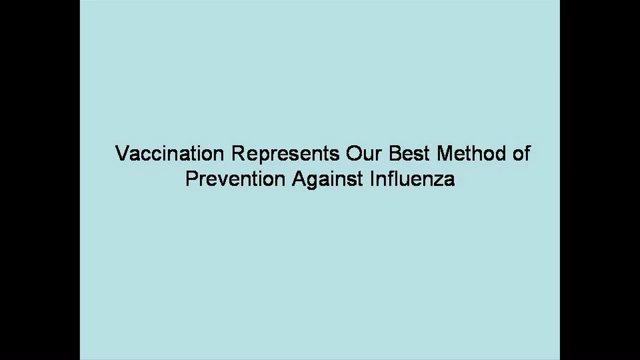 Vaccination Represents Our Best Method of
Prevention Against Influenza